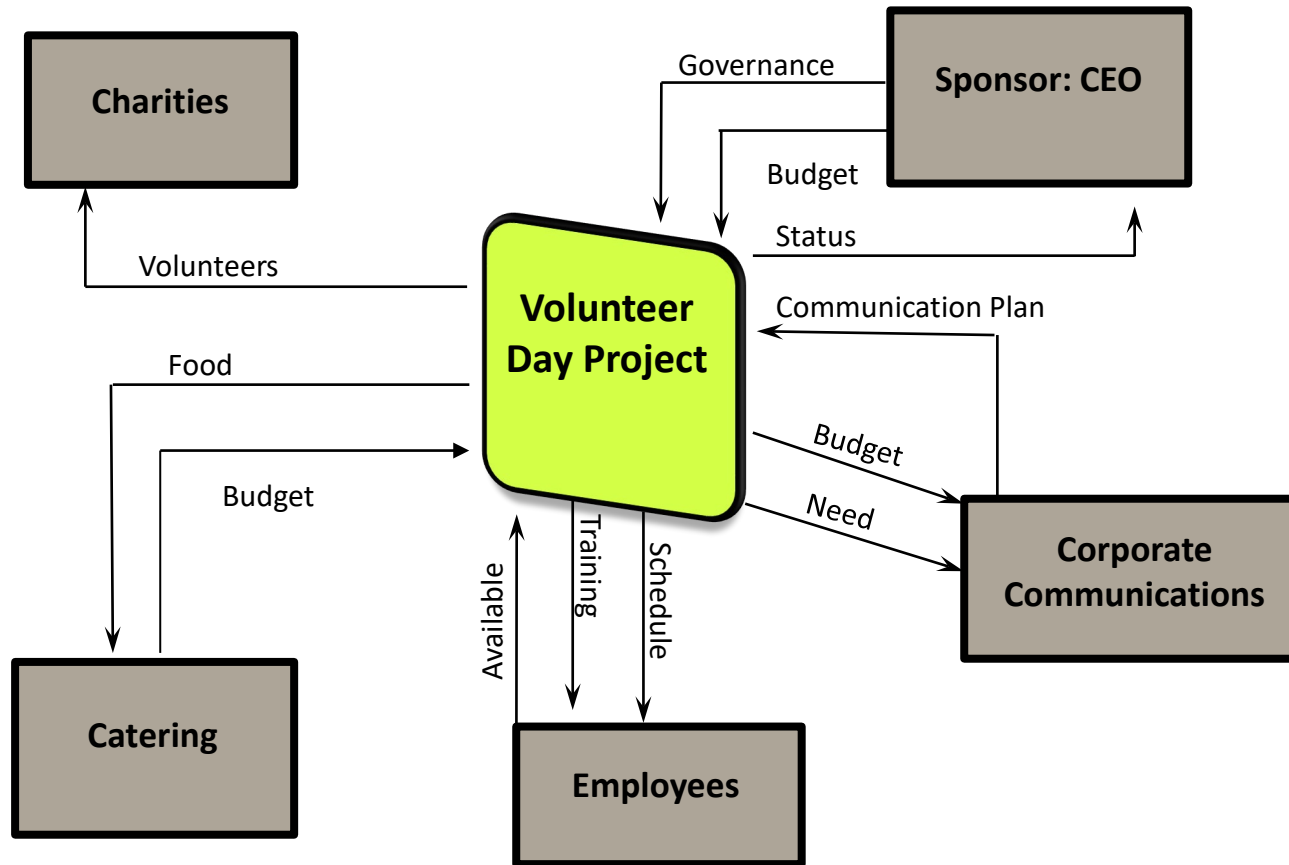 Governance
Sponsor: CEO
Charities
Budget
Status
Volunteers
Volunteer
Day Project
Communication Plan
Food
Budget
Budget
Need
Corporate
Communications
Available
Training
Schedule
Catering
Employees